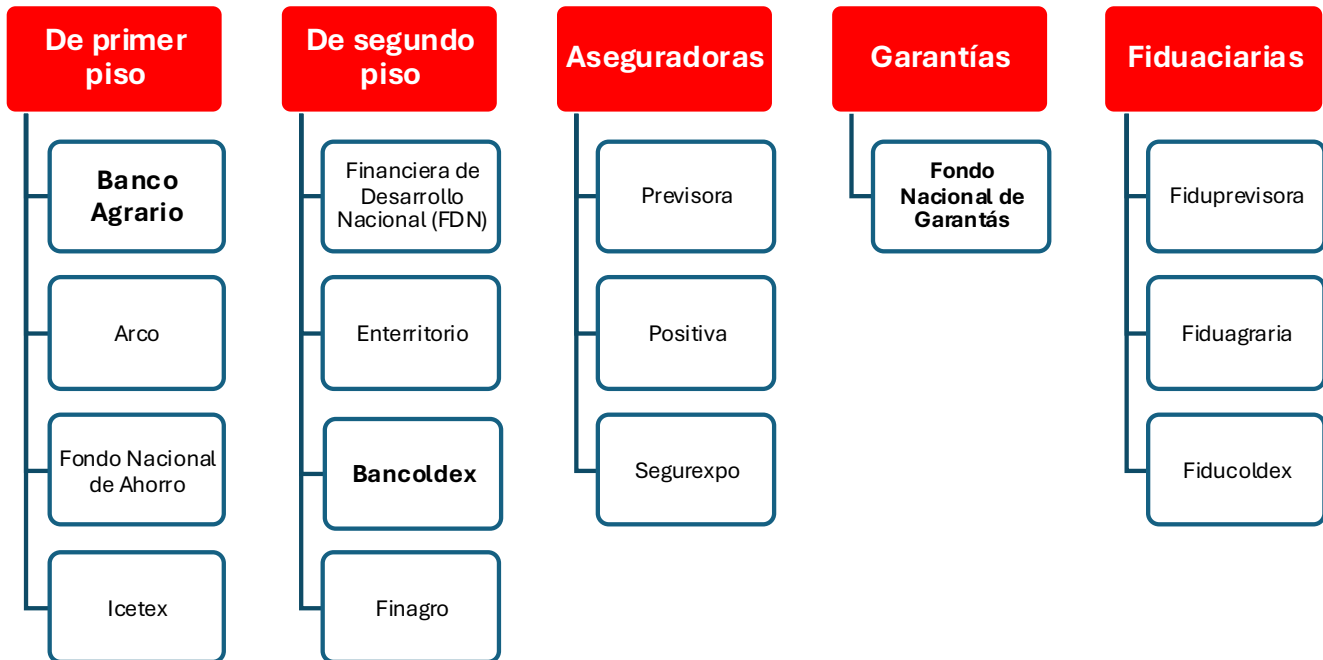 De primer
piso
Banco
Agrario
Arco
Fondo Nacional
de Ahorro
Icetex
De segundo
piso
Financiera de
Desarrollo
Nacional (FDN)
Enterritorio
Bancoldex
Finagro
Aseguradoras
Previsora
Positiva
Segurexpo
Garantías
Fondo
Nacional de
Garantás
Fiduaciarias
Fiduprevisora
Fiduagraria
Fiducoldex